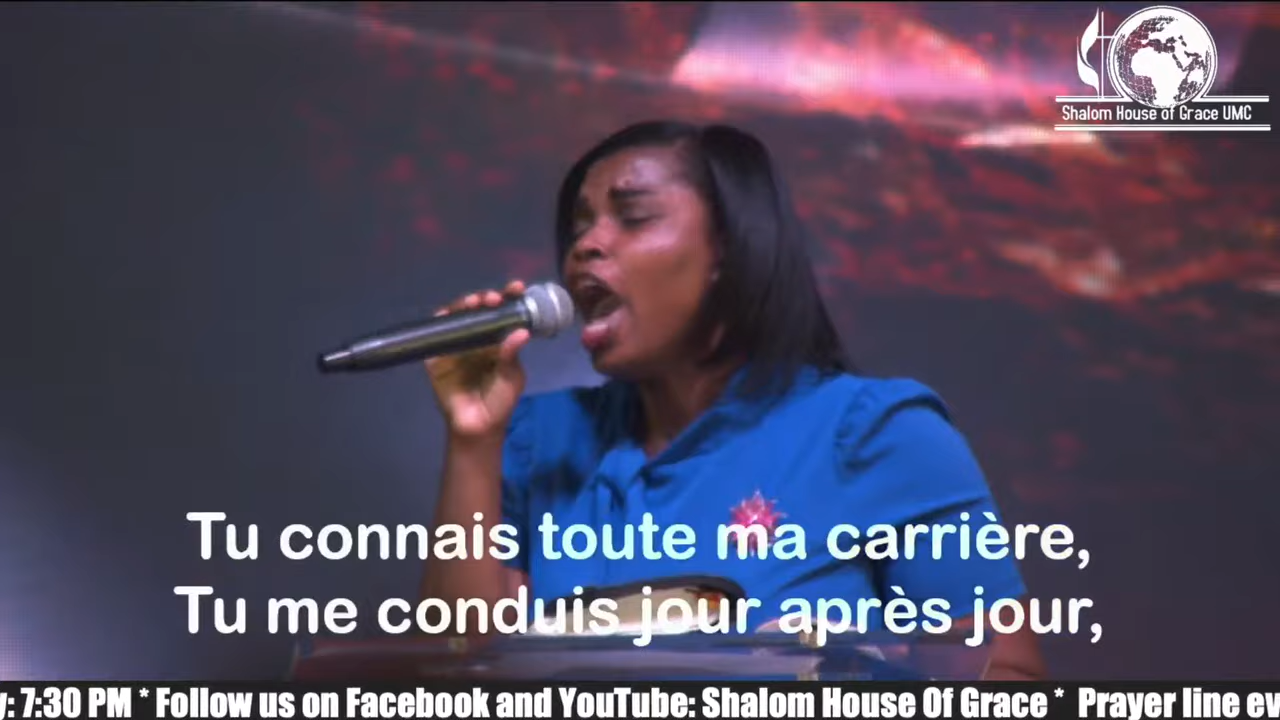 Shalom House of Grace UMC
Tu connais toute ma carrière,
Tu me conduis jour après jour,
y: 7:30 PM * Follow us on Facebook and YouTube: Shalom House Of Grace * Prayer line ev